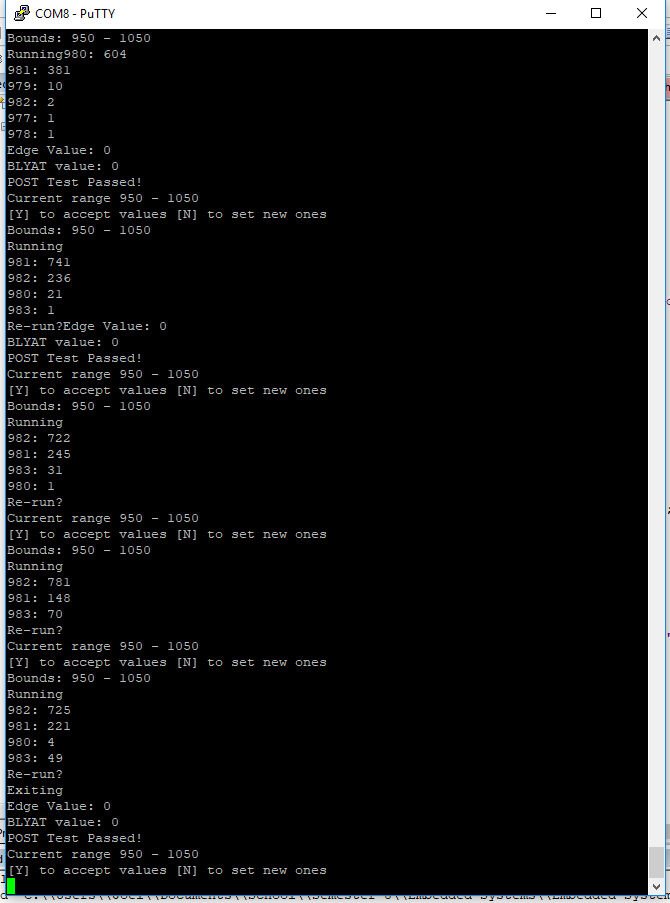 COM8 - PuTTY
Bounds: 950 - 1050
Running980: 604
981: 381
979: 10
982: 2
977: 1
978: 1
Edge Value: 0
BLYAT value: 0
POST Test Passed!
Current range 950 - 1050
[Y] to accept values [N] to set new ones
Bounds: 950 - 1050
Running
981: 741
982: 236
980: 21
983: 1
Re-run?Edge Value: 0
BLYAT value: 0
POST Test Passed!
Current range 950 - 1050
[Y] to accept values [N] to set new ones
Bounds: 950 - 1050
Running
982: 722
981: 245
983: 31
980: 1
Re-run?
Current range 950 - 1050
[Y] to accept values [N] to set new ones
Bounds: 950 - 1050
Running
982: 781
981: 148
983: 70
Re-run?
Current range 950 - 1050
[Y] to accept values [N] to set new ones
Bounds: 950 - 1050
Running
982: 725
981: 221
980: 4
983: 49
Re-run?
Exiting
Edge Value: 0
BLYAT value: 0
POST Test Passed!
Current range 950 - 1050
[Y] to accept values [N] to set new ones